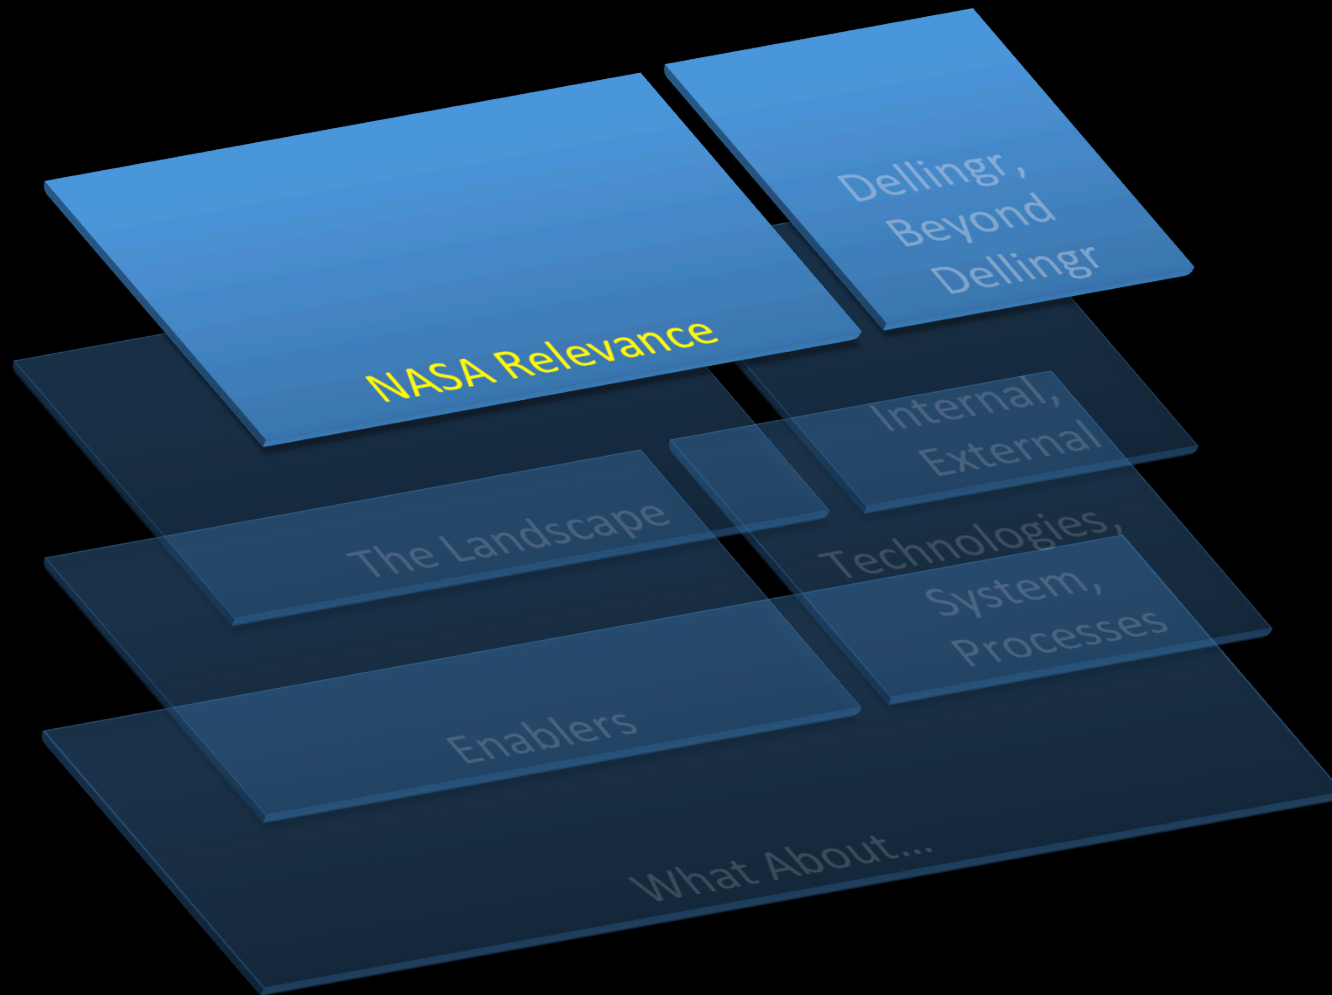 NASA Relevance
Dellingr,
Beyond
Dellingr
The Landscape
Internal,
External
Enablers
Technologies,
System,
Processes
What About...